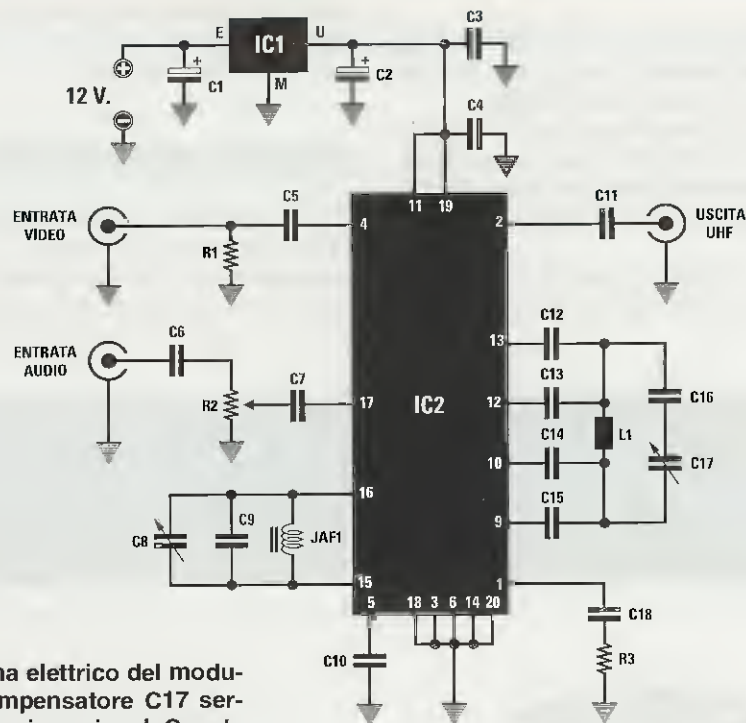 E
IC1
U
C3
+
C1
M
+
C2
12 V.
C4
11
19
ENTRATA
VIDEO
C5
4
R1
2
C11
USCITA
UHF
ENTRATA
AUDIO
C6
R2
C7
17
IC2
13
C12
12
C13
L1
C16
C17
10
C14
9
C15
C8
C9
JAF1
16
15
1
C18
R3
5
18
3
6
14
20
C10
na elettrico del modu-
mpensatore C17 ser-